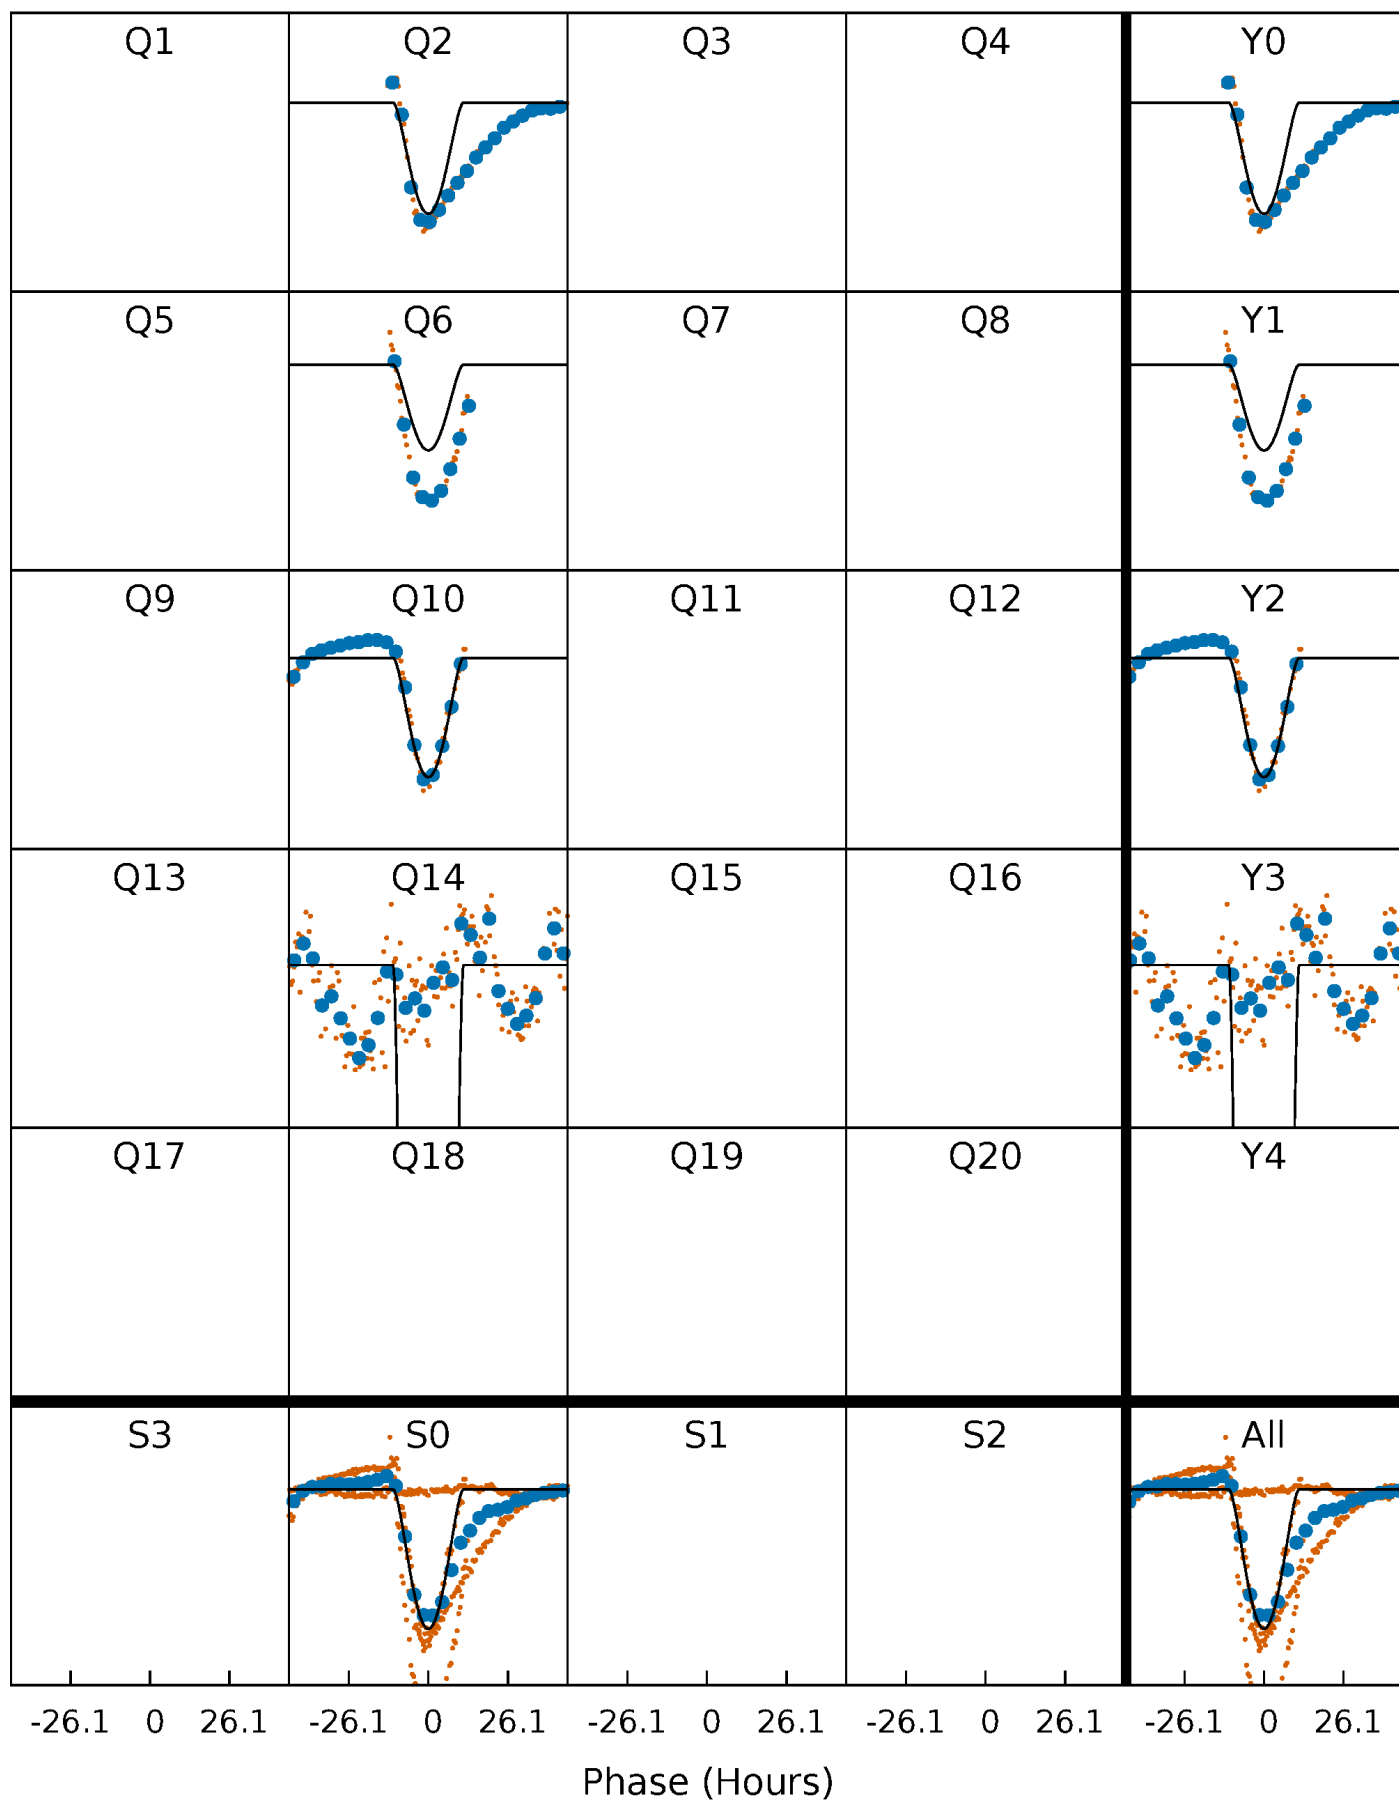 Q1 Q2 Q3 Q4 Y0
Q5 Q6 Q7 Q8 Y1
Q9 Q10 Q11 Q12 Y2
Q13 Q14 Q15 Q16 Y3
Q17 Q18 Q19 Q20 Y4
S3 S0 S1 S2 All
-26.1 0 26.1 -26.1 0 26.1 -26.1 0 26.1 -26.1 0 26.1 -26.1 0 26.1
Phase (Hours)